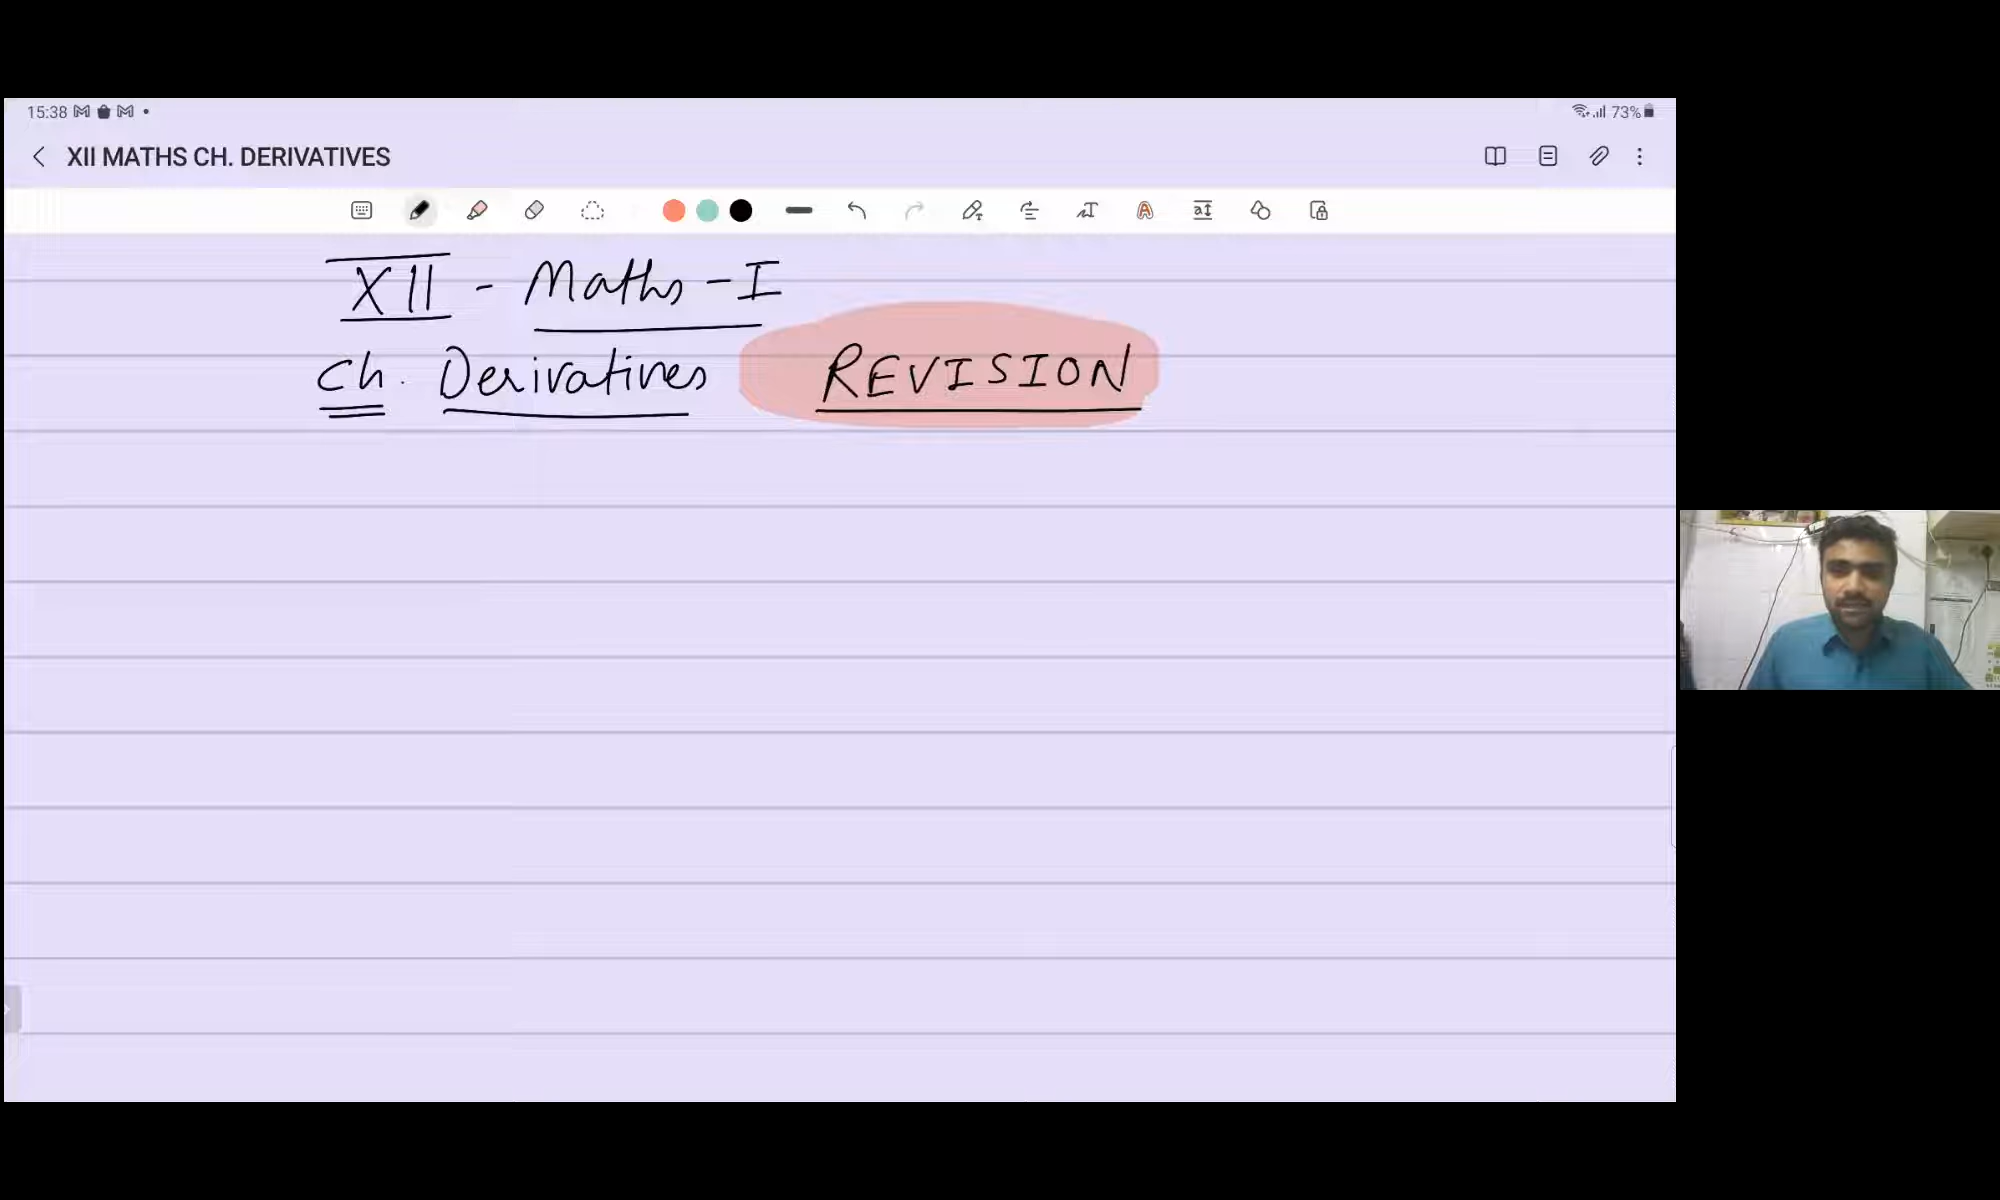 15:38
73%
XII MATHS CH. DERIVATIVES
XII - Maths - I
Ch. Derivatives REVISION